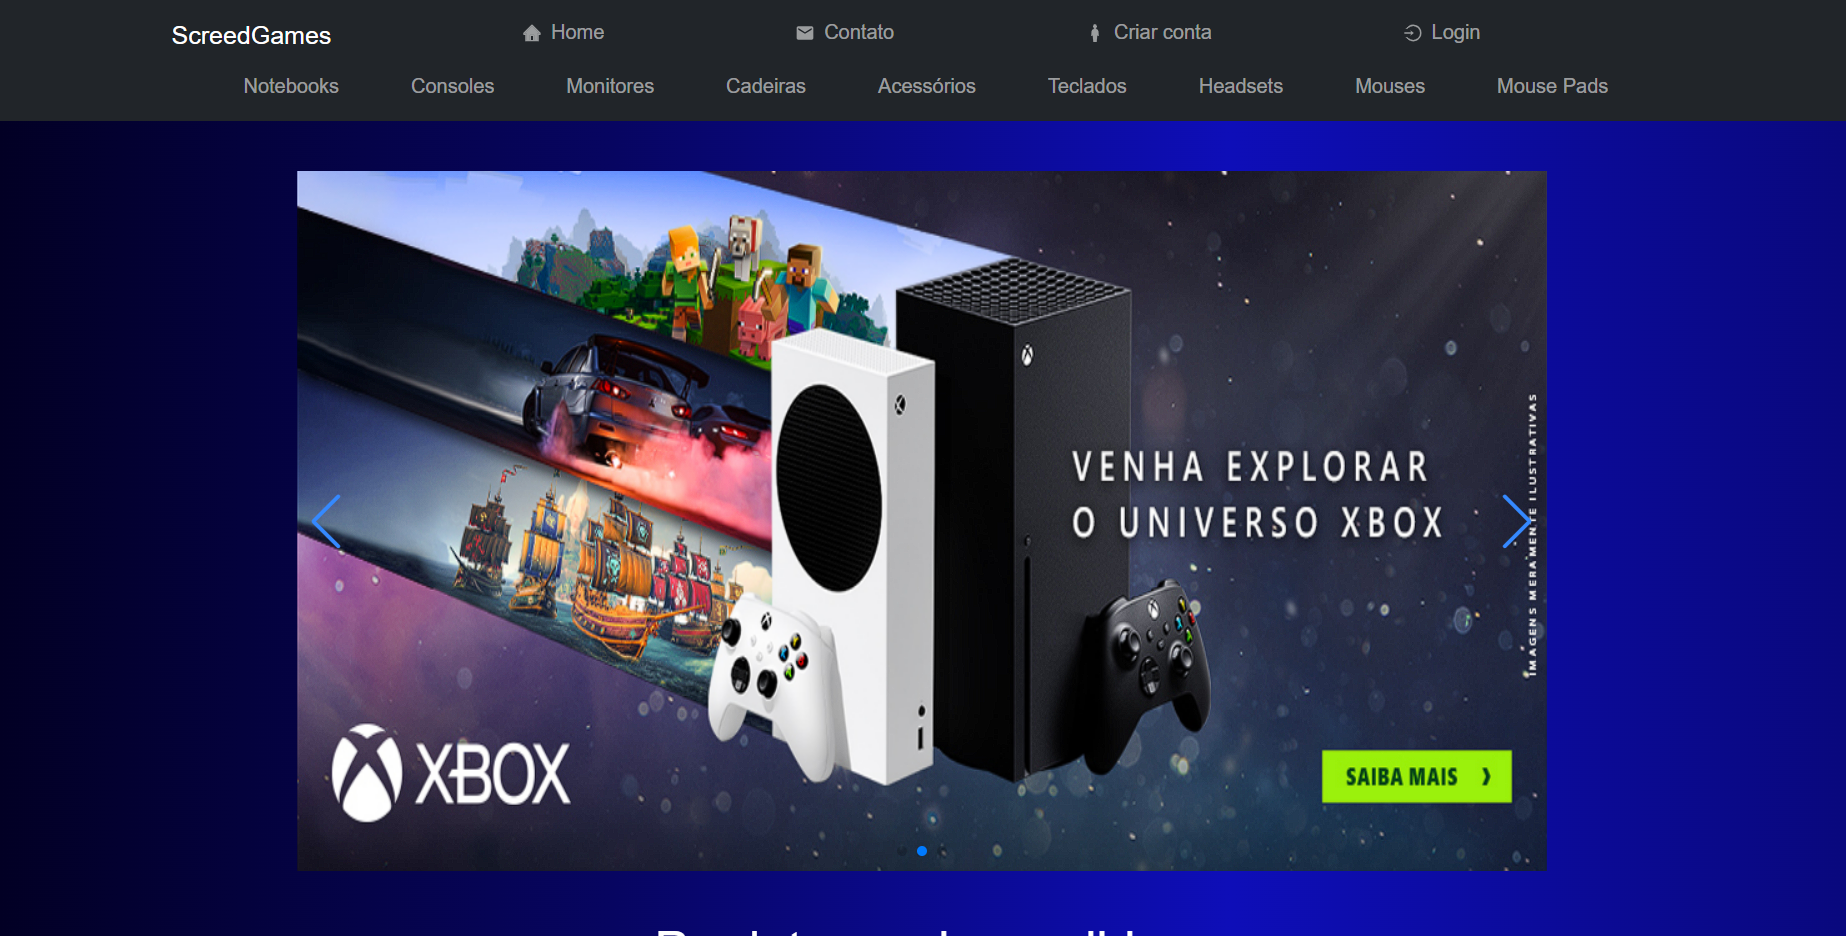 ScreedGames
Home
Contato
Criar conta
Login
Notebooks
Consoles
Monitores
Cadeiras
Acessórios
Teclados
Headsets
Mouses
Mouse Pads
VENHA EXPLORAR
O UNIVERSO XBOX
IMAGENS MERAMENTE ILUSTRATIVAS
XBOX
SAIBA MAIS